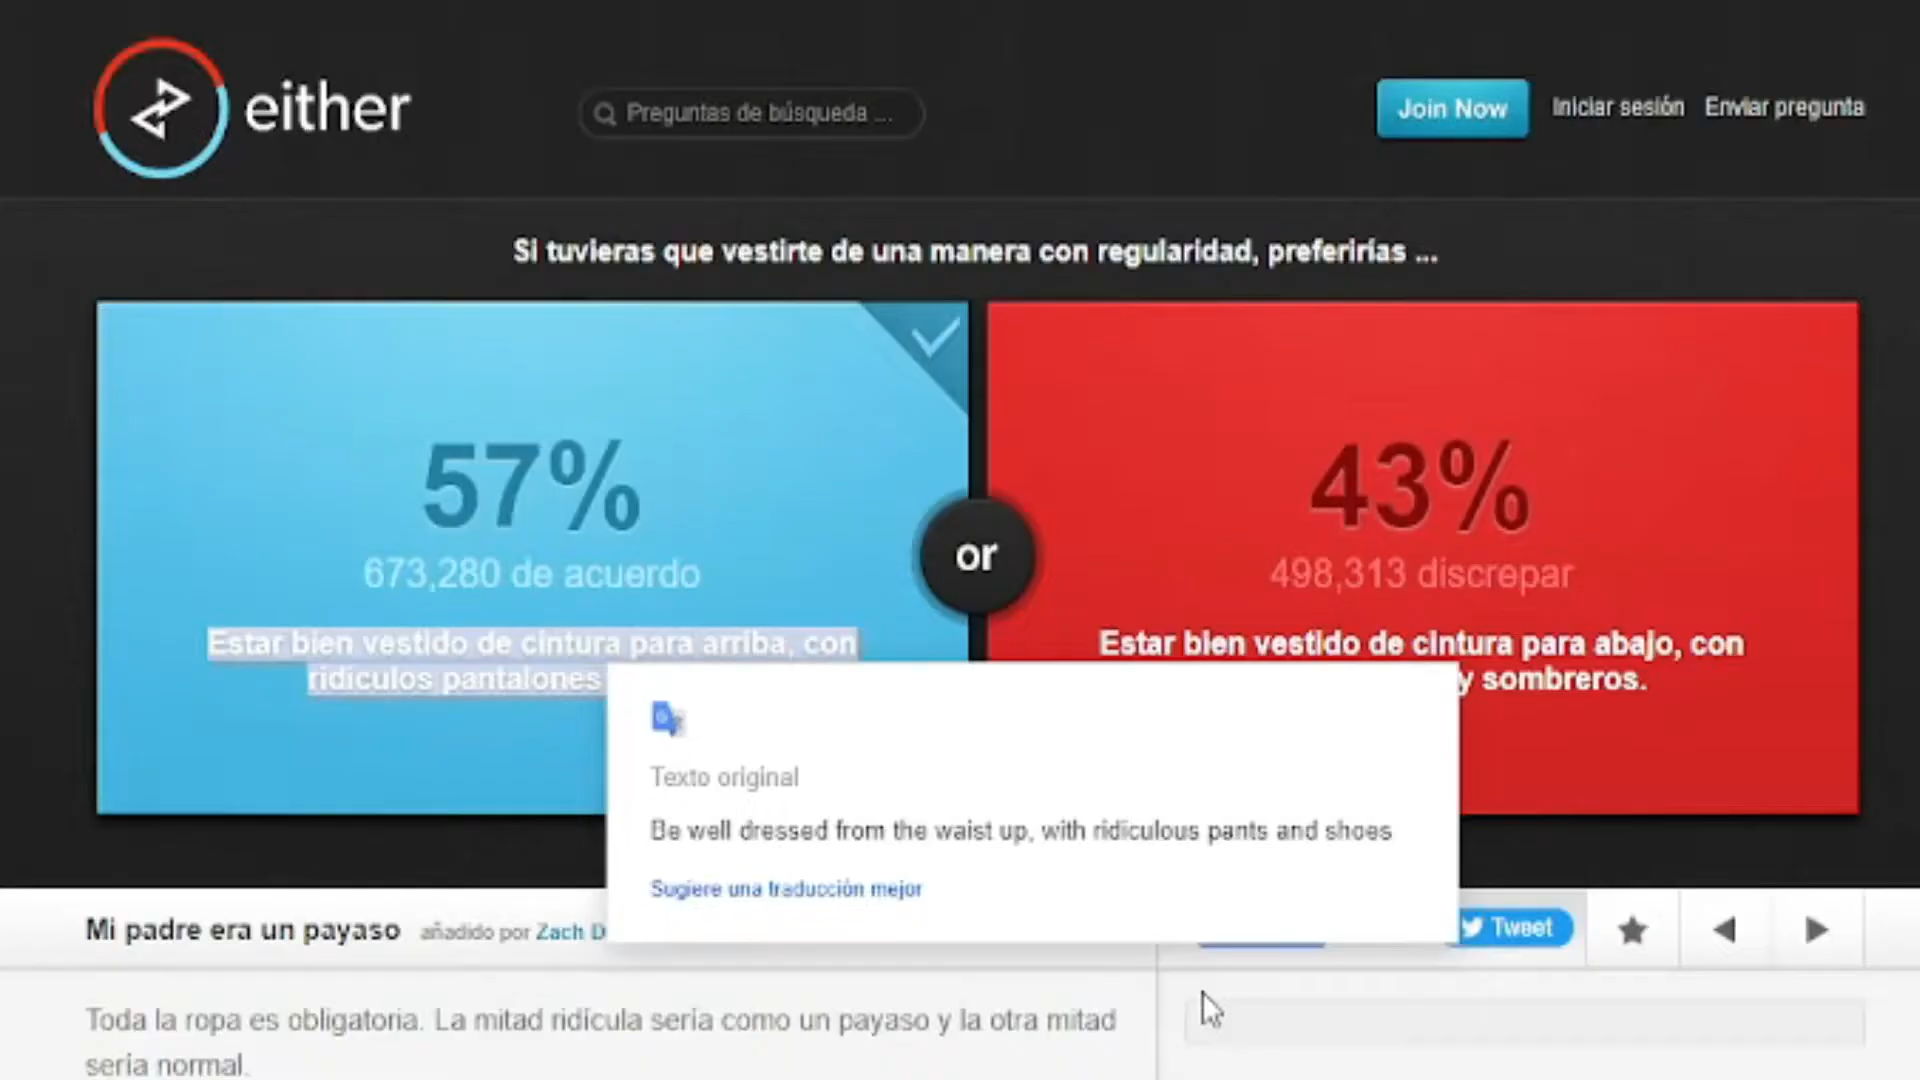 either
Preguntas de búsqueda ...
Join Now
Iniciar sesión
Enviar pregunta
Si tuvieras que vestirte de una manera con regularidad, preferirías ...
57%
673,280 de acuerdo
Estar bien vestido de cintura para arriba, con
ridículos pantalones
or
43%
498,313 discrepar
Estar bien vestido de cintura para abajo, con
y sombreros.
Texto original
Be well dressed from the waist up, with ridiculous pants and shoes
Sugiere una traducción mejor
Mi padre era un payaso añadido por Zach D
Tweet
Toda la ropa es obligatoria. La mitad ridícula sería como un payaso y la otra mitad
sería normal.